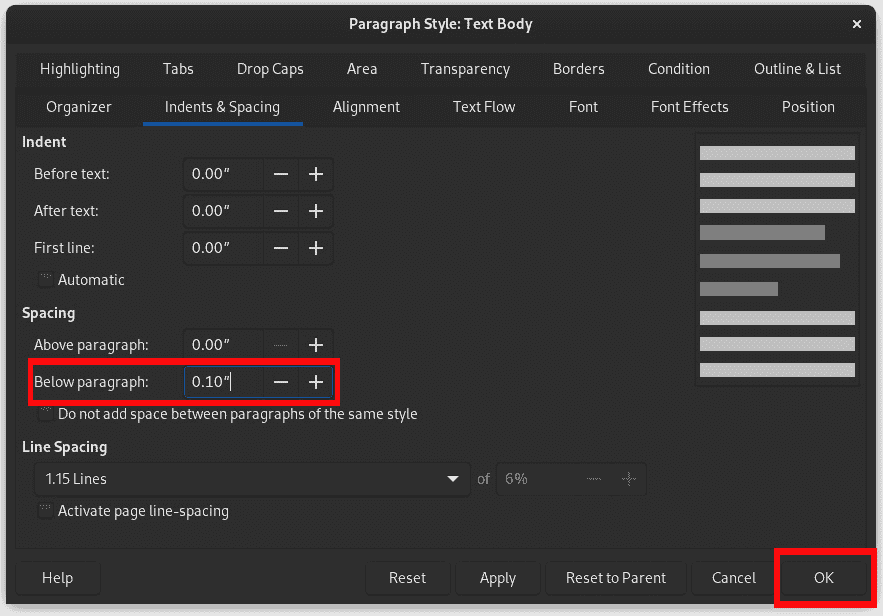 Paragraph Style: Text Body
Highlighting Tabs Drop Caps Area Transparency Borders Condition Outline & List
Organizer Indents & Spacing Alignment Text Flow Font Font Effects Position
Indent
Before text: 0.00″
After text: 0.00″
First line: 0.00″
Automatic
Spacing
Above paragraph: 0.00″
Below paragraph: 0.10″
Do not add space between paragraphs of the same style
Line Spacing
1.15 Lines of 6%
Activate page line-spacing
Help Reset Apply Reset to Parent Cancel OK